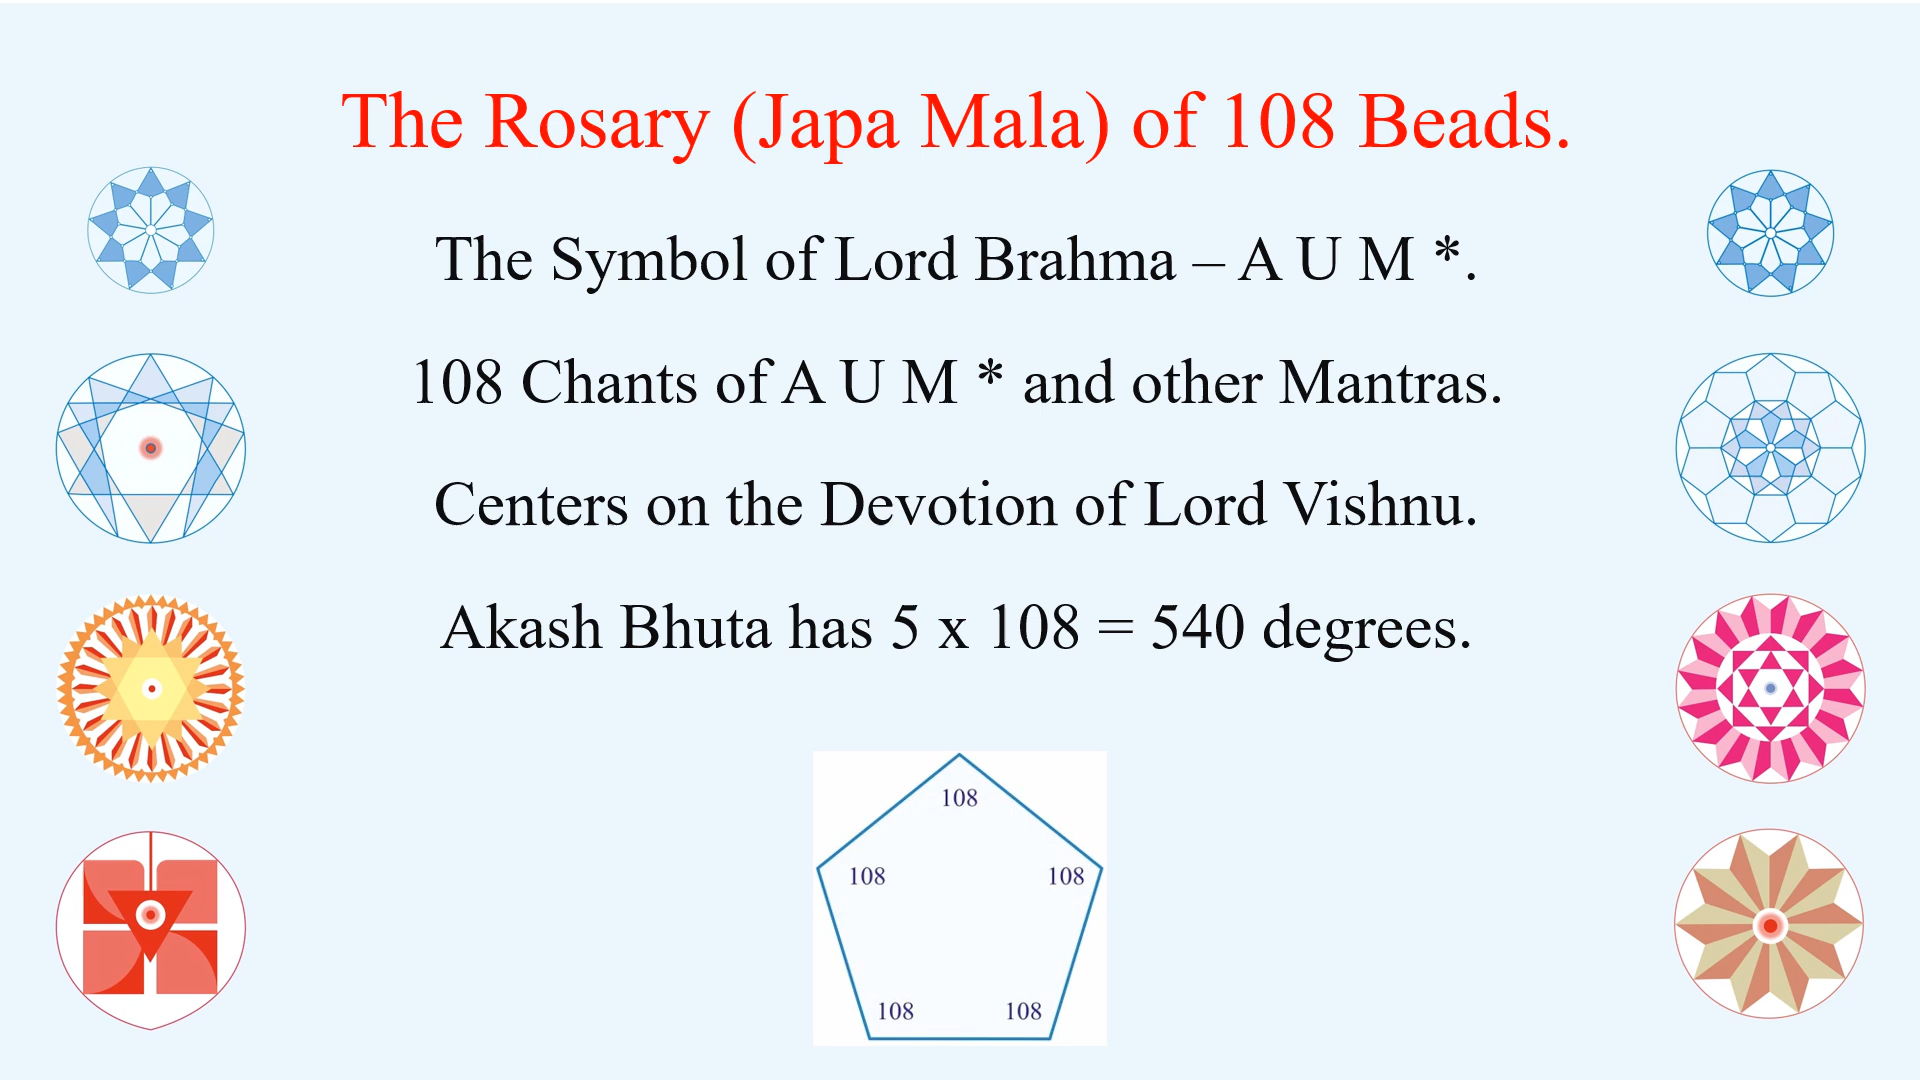 The Rosary (Japa Mala) of 108 Beads.
The Symbol of Lord Brahma – A U M *.
108 Chants of A U M * and other Mantras.
Centers on the Devotion of Lord Vishnu.
Akash Bhuta has 5 x 108 = 540 degrees.
108
108 108
108 108